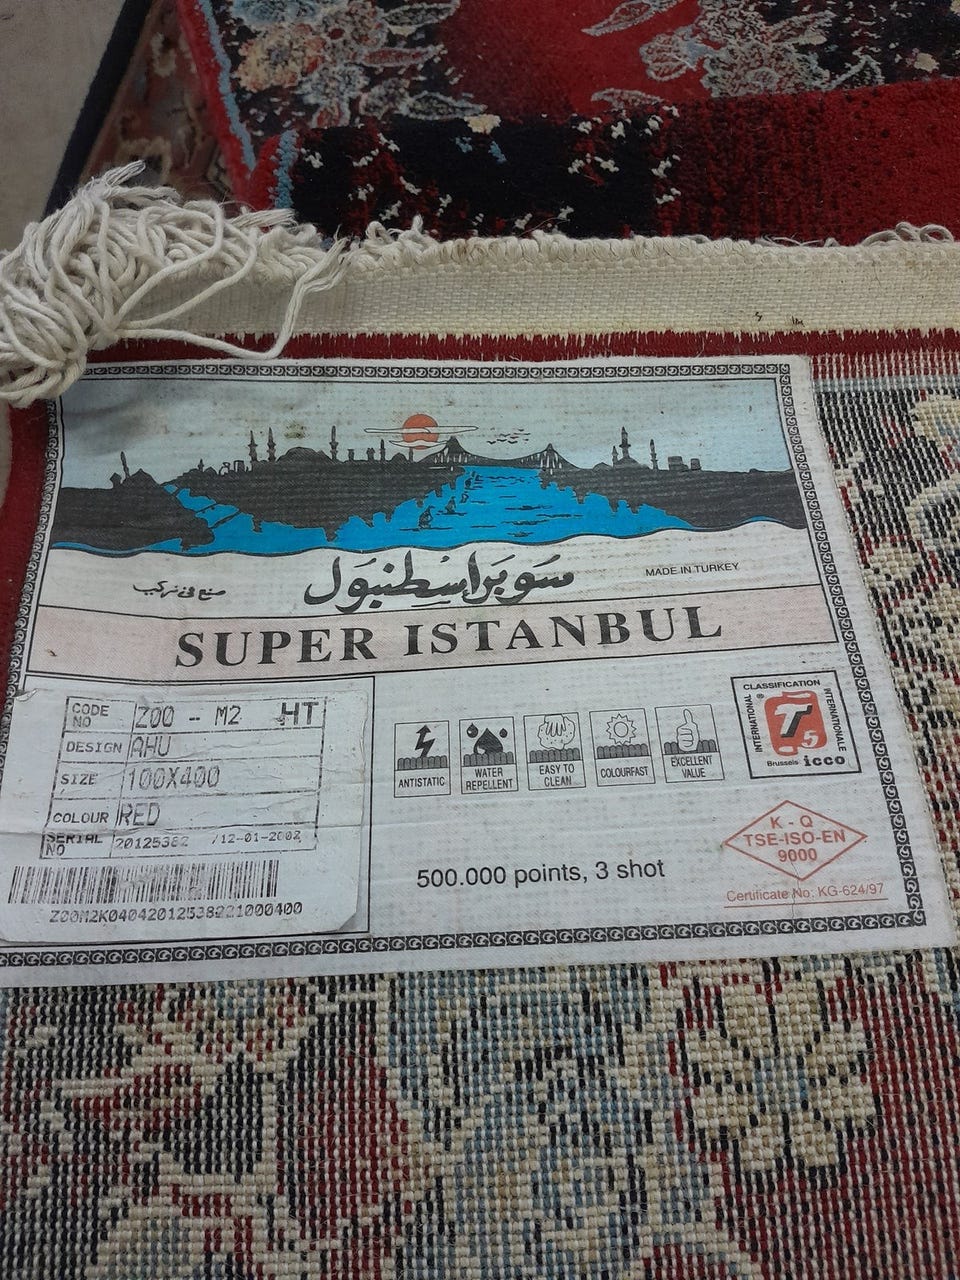 سوبر اسطنبول
صنع في تركيا
MADE IN TURKEY
SUPER ISTANBUL
CODE NO Z00 - M2 HT
DESIGN AHU
SIZE 100X400
COLOUR RED
SERIAL NO 20125382 /12-01-2002
Z00M2K04042012538221000400
ANTISTATIC
WATER REPELLENT
EASY TO CLEAN
COLOURFAST
EXCELLENT VALUE
CLASSIFICATION
INTERNATIONAL
INTERNATIONALE
®
T
5
Brussels icco
500.000 points, 3 shot
K - Q
TSE-ISO-EN
9000
Certificate No: KG-624/97